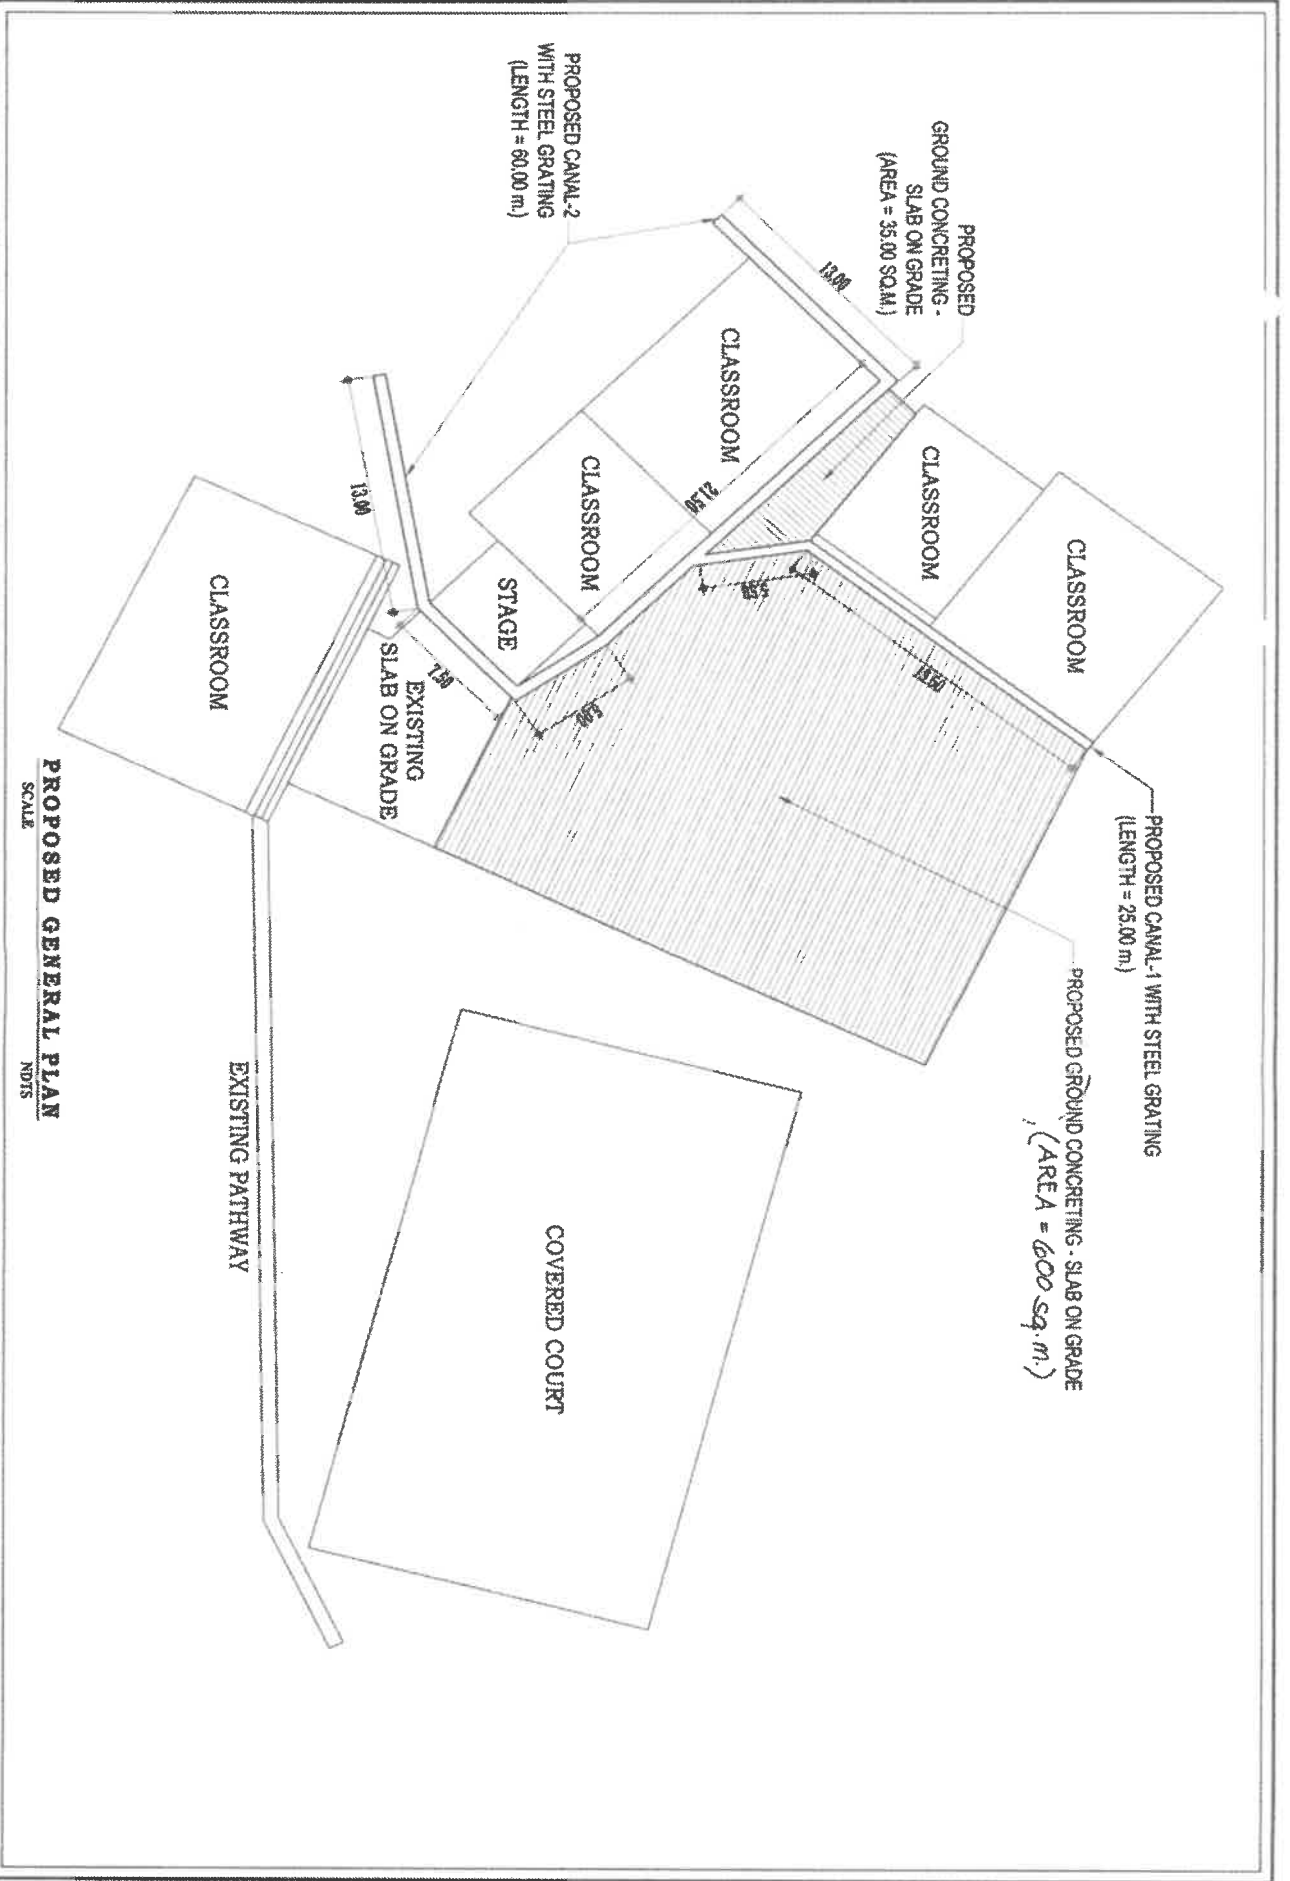 PROPOSED CANAL-1 WITH STEEL GRATING
(LENGTH = 25.00 m.)
PROPOSED GROUND CONCRETING - SLAB ON GRADE
(AREA = 600 sq.m.)
PROPOSED
GROUND CONCRETING -
SLAB ON GRADE
(AREA = 35.00 SQ.M.)
PROPOSED CANAL-2
WITH STEEL GRATING
(LENGTH = 60.00 m.)
CLASSROOM
CLASSROOM
CLASSROOM
CLASSROOM
STAGE
CLASSROOM
13.00
21.50
6.00
7.50
13.00
EXISTING
SLAB ON GRADE
COVERED COURT
EXISTING PATHWAY
PROPOSED GENERAL PLAN
SCALE
NDTS